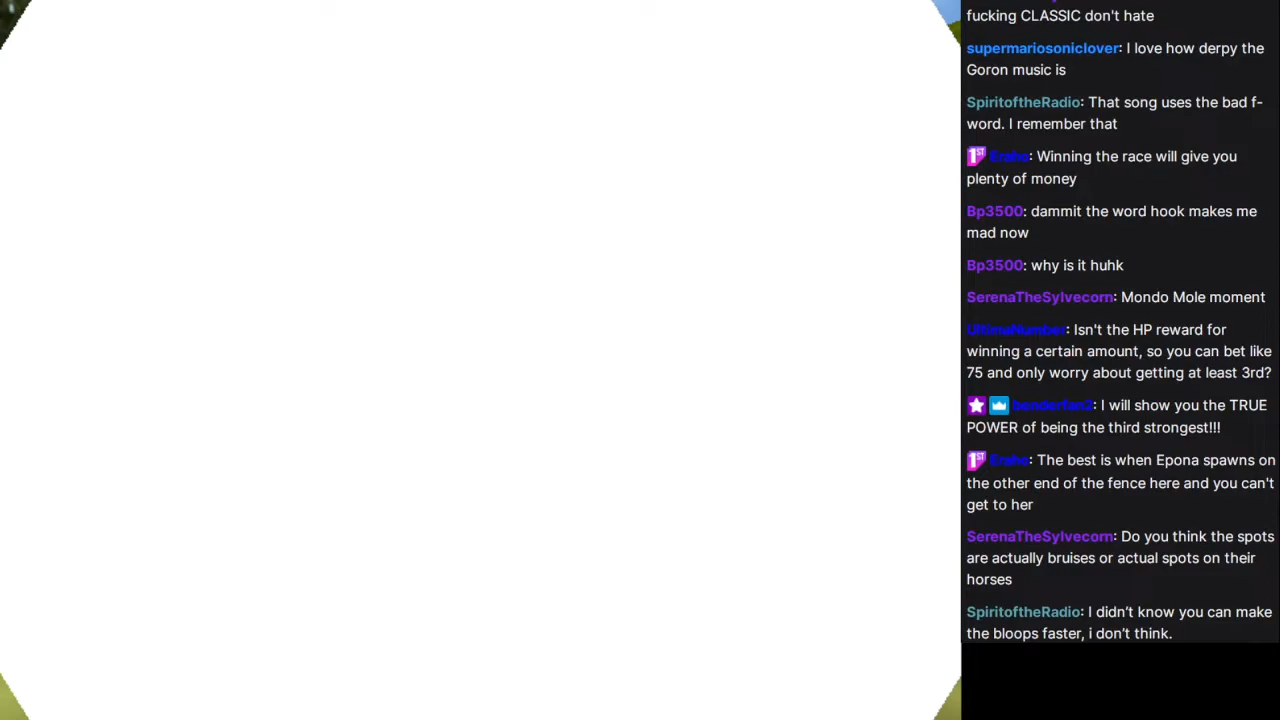 fucking CLASSIC don't hate
supermariosoniclover: I love how derpy the
Goron music is
SpiritoftheRadio: That song uses the bad f-
word. I remember that
1ST Eraho: Winning the race will give you
plenty of money
Bp3500: dammit the word hook makes me
mad now
Bp3500: why is it huhk
SerenaTheSylvecorn: Mondo Mole moment
UltimaNumber: Isn't the HP reward for
winning a certain amount, so you can bet like
75 and only worry about getting at least 3rd?
benderfan2: I will show you the TRUE
POWER of being the third strongest!!!
1ST Eraho: The best is when Epona spawns on
the other end of the fence here and you can't
get to her
SerenaTheSylvecorn: Do you think the spots
are actually bruises or actual spots on their
horses
SpiritoftheRadio: I didn’t know you can make
the bloops faster, i don’t think.